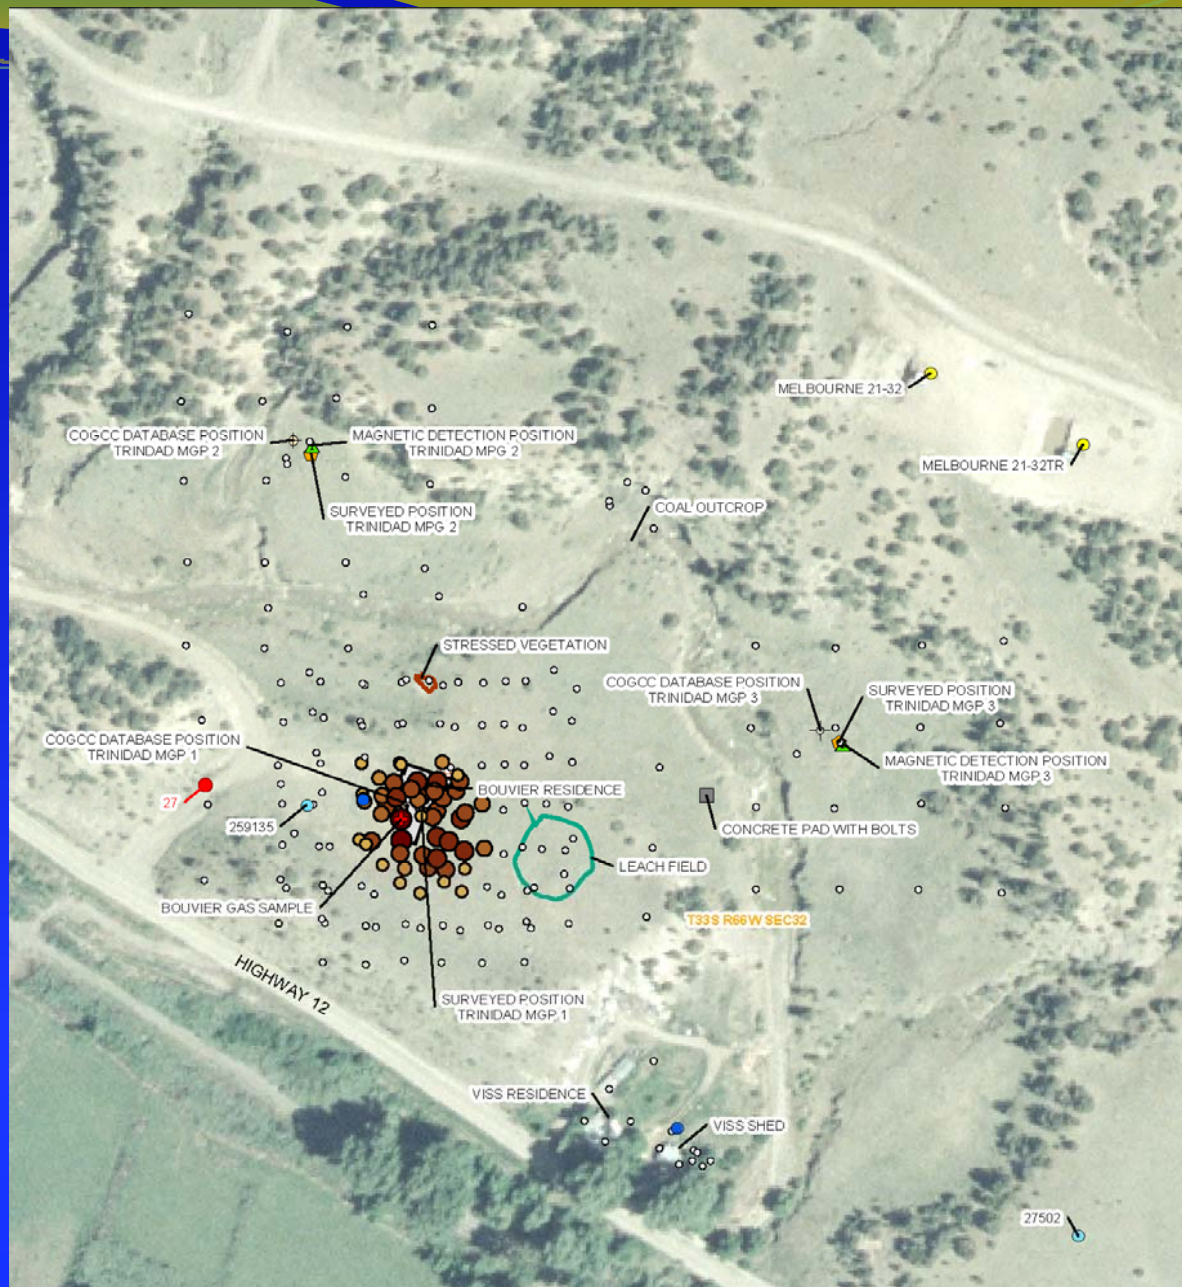 MELBOURNE 21-32
COGCC DATABASE POSITION
TRINDAD MGP 2
MAGNETIC DETECTION POSITION
TRINIDAD MPG 2
MELBOURNE 21-32TR
SURVEYED POSITION
TRINIDAD MPG 2
COAL OUTCROP
STRESSED VEGETATION
COGCC DATABASE POSITION
TRINIDAD MGP 3
SURVEYED POSITION
TRINIDAD MGP 3
COGCC DATABASE POSITION
TRINIDAD MGP 1
MAGNETIC DETECTION POSITION
TRINIDAD MGP 3
BOUVIER RESIDENCE
27
259135
CONCRETE PAD WITH BOLTS
LEACH FIELD
BOUVIER GAS SAMPLE
T33S R66W SEC32
HIGHWAY 12
SURVEYED POSITION
TRINIDAD MGP 1
VISS RESIDENCE
VISS SHED
27502